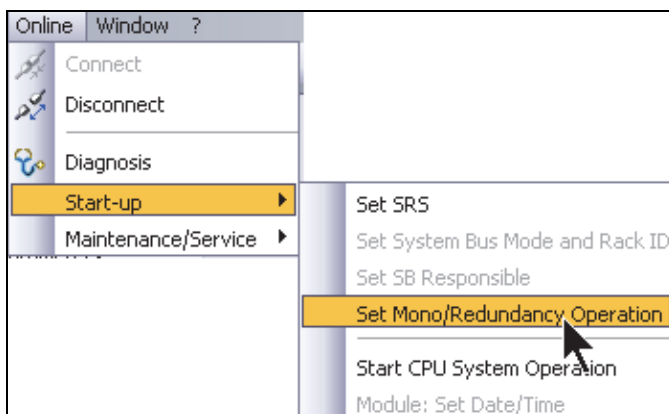 Online Window ?
Connect
Disconnect
Diagnosis
Start-up
Maintenance/Service
Set SRS
Set System Bus Mode and Rack ID
Set SB Responsible
Set Mono/Redundancy Operation
Start CPU System Operation
Module: Set Date/Time